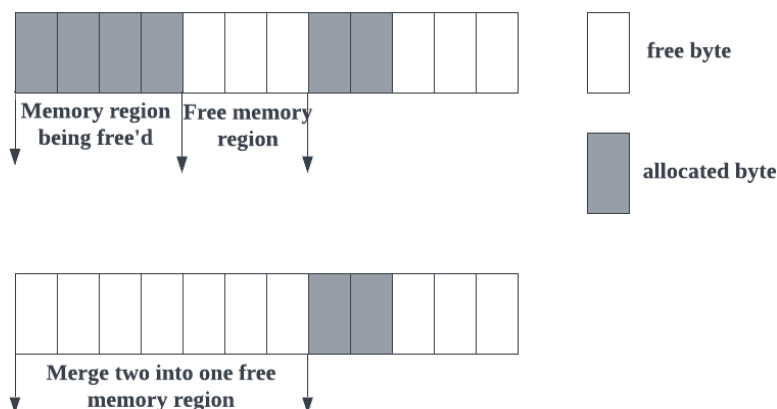 Memory region
being free'd
Free memory
region
free byte
allocated byte
Merge two into one free
memory region